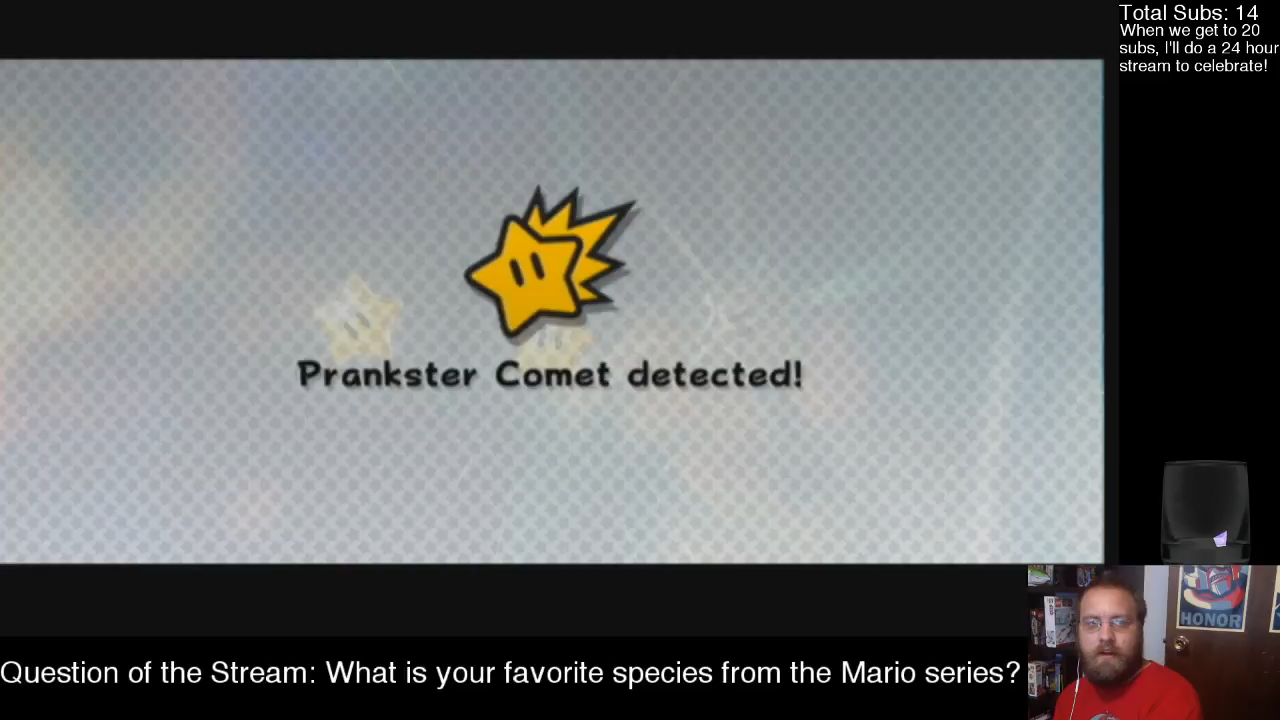 Total Subs: 14
When we get to 20
subs, I'll do a 24 hour
stream to celebrate!
Prankster Comet detected!
HONOR
Question of the Stream: What is your favorite species from the Mario series?